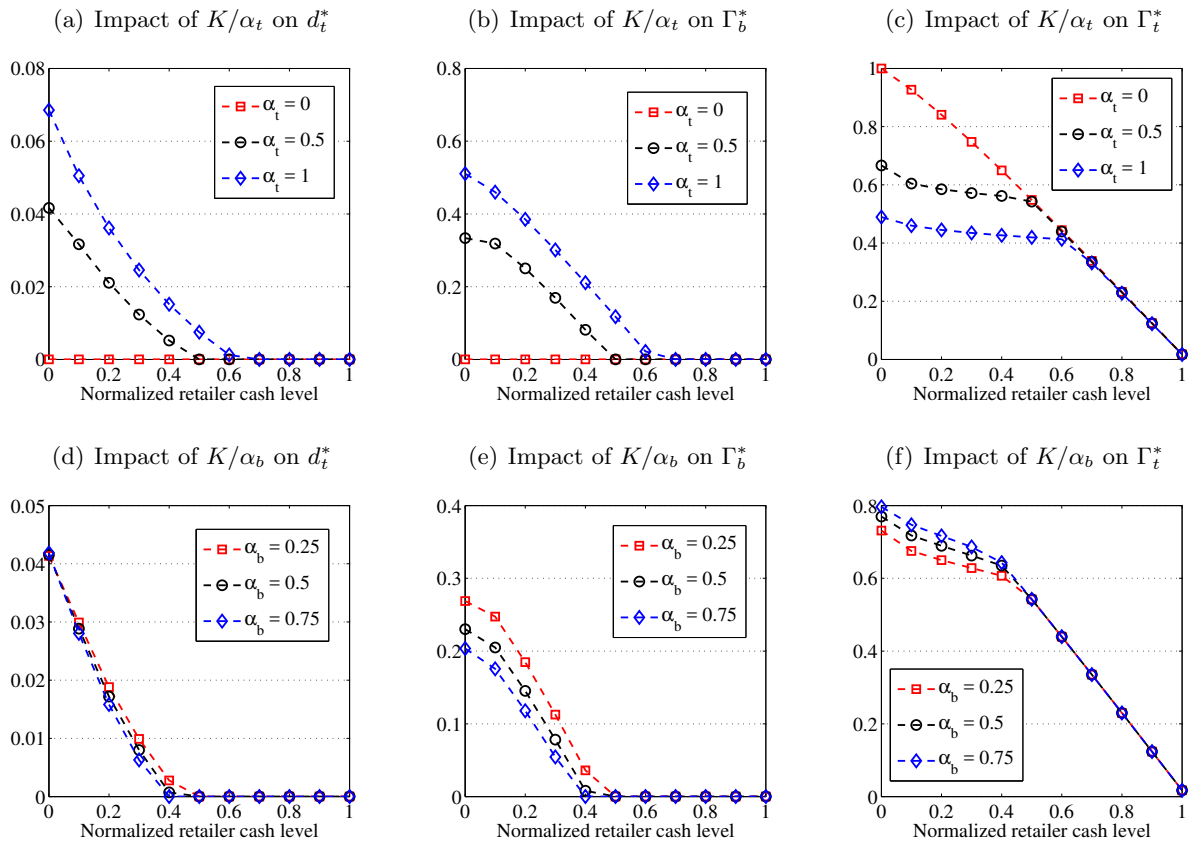 (a) Impact of K/α_t on d_t^*
(b) Impact of K/α_t on Γ_b^*
(c) Impact of K/α_t on Γ_t^*
0.08
0.06
0.04
0.02
0
α_t = 0
α_t = 0.5
α_t = 1
0 0.2 0.4 0.6 0.8 1
Normalized retailer cash level
0.8
0.6
0.4
0.2
0
α_t = 0
α_t = 0.5
α_t = 1
0 0.2 0.4 0.6 0.8 1
Normalized retailer cash level
1
0.8
0.6
0.4
0.2
0
α_t = 0
α_t = 0.5
α_t = 1
0 0.2 0.4 0.6 0.8 1
Normalized retailer cash level
(d) Impact of K/α_b on d_t^*
(e) Impact of K/α_b on Γ_b^*
(f) Impact of K/α_b on Γ_t^*
0.05
0.04
0.03
0.02
0.01
0
α_b = 0.25
α_b = 0.5
α_b = 0.75
0 0.2 0.4 0.6 0.8 1
Normalized retailer cash level
0.4
0.3
0.2
0.1
0
α_b = 0.25
α_b = 0.5
α_b = 0.75
0 0.2 0.4 0.6 0.8 1
Normalized retailer cash level
0.8
0.6
0.4
0.2
0
α_b = 0.25
α_b = 0.5
α_b = 0.75
0 0.2 0.4 0.6 0.8 1
Normalized retailer cash level